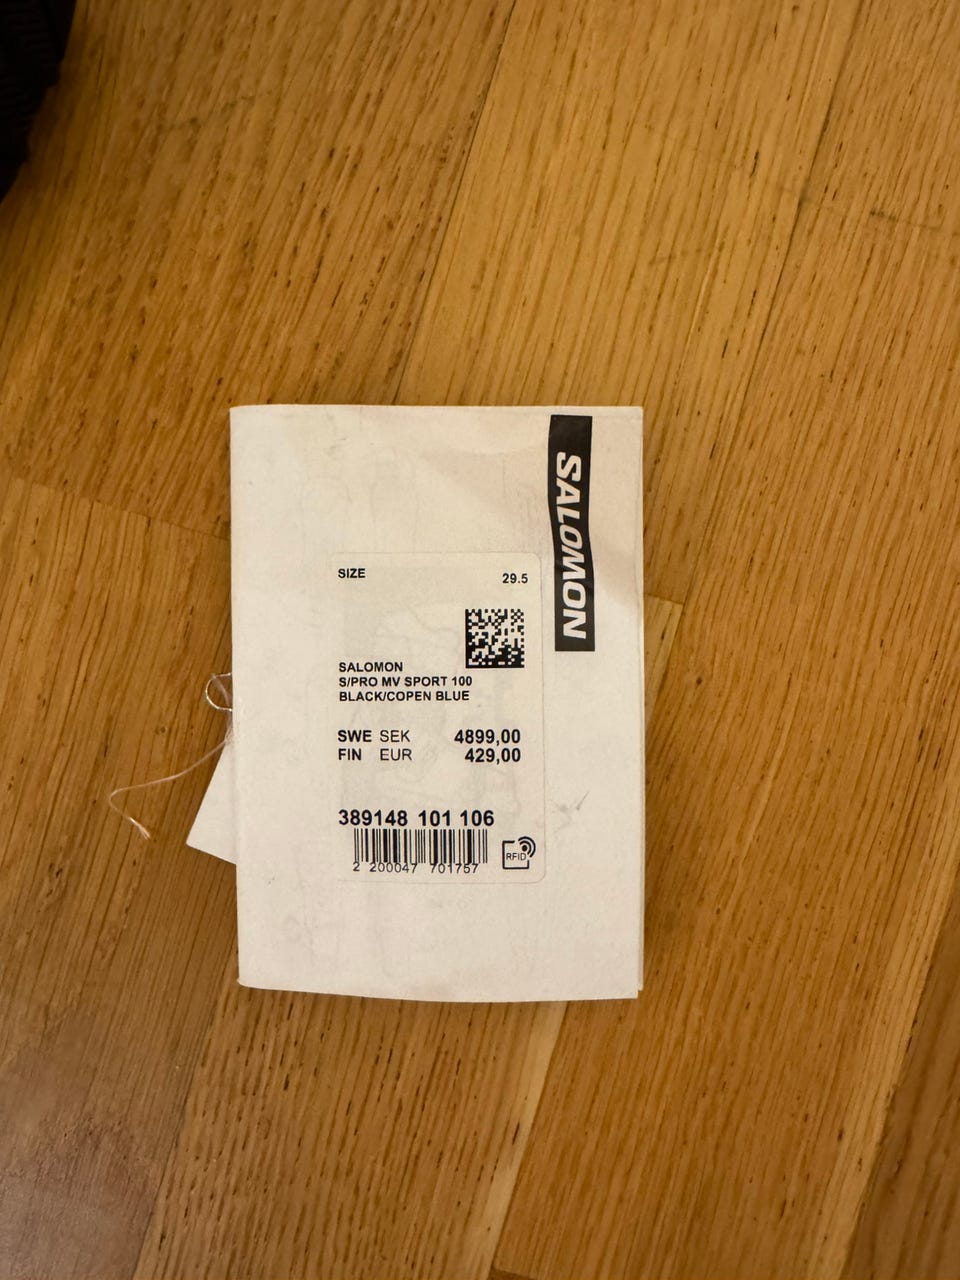 SALOMON
SIZE 29.5
SALOMON
S/PRO MV SPORT 100
BLACK/COPEN BLUE
SWE SEK 4899,00
FIN EUR 429,00
389148 101 106
2 200047 701757
RFID